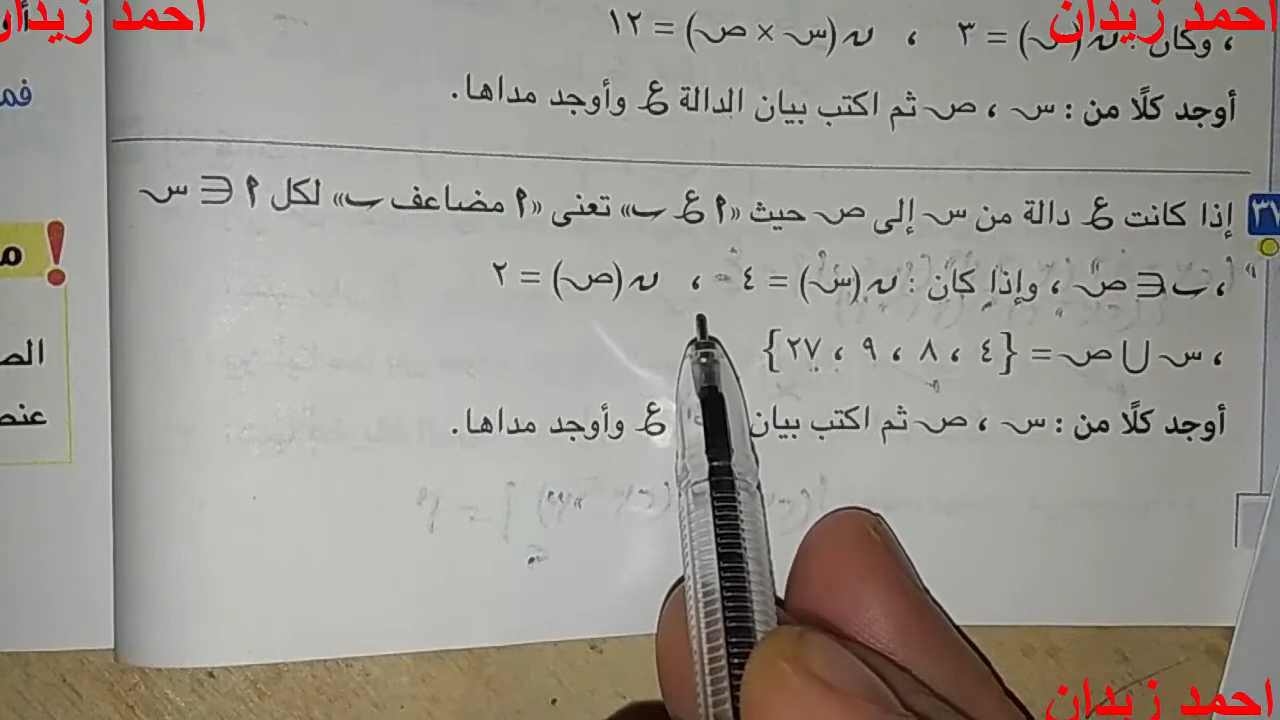 احمد زيدان
احمد زيدان
، وكان : ں(س) = ٣ ، ں(س × ص) = ١٢
أوجد كلًا من : س ، ص ثم اكتب بيان الدالة ع وأوجد مداها.
٣٧ إذا كانت ع دالة من س إلى ص حيث «ا ع ب» تعنى «ا مضاعف ب» لكل ا ∈ س
، ب ∈ ص ، وإذا كان : ں(س) = ٤ ، ں(ص) = ٢
، س ∪ ص = {٤ ، ٨ ، ٩ ، ٢٧}
أوجد كلًا من : س ، ص ثم اكتب بيان ع وأوجد مداها.
احمد زيدان